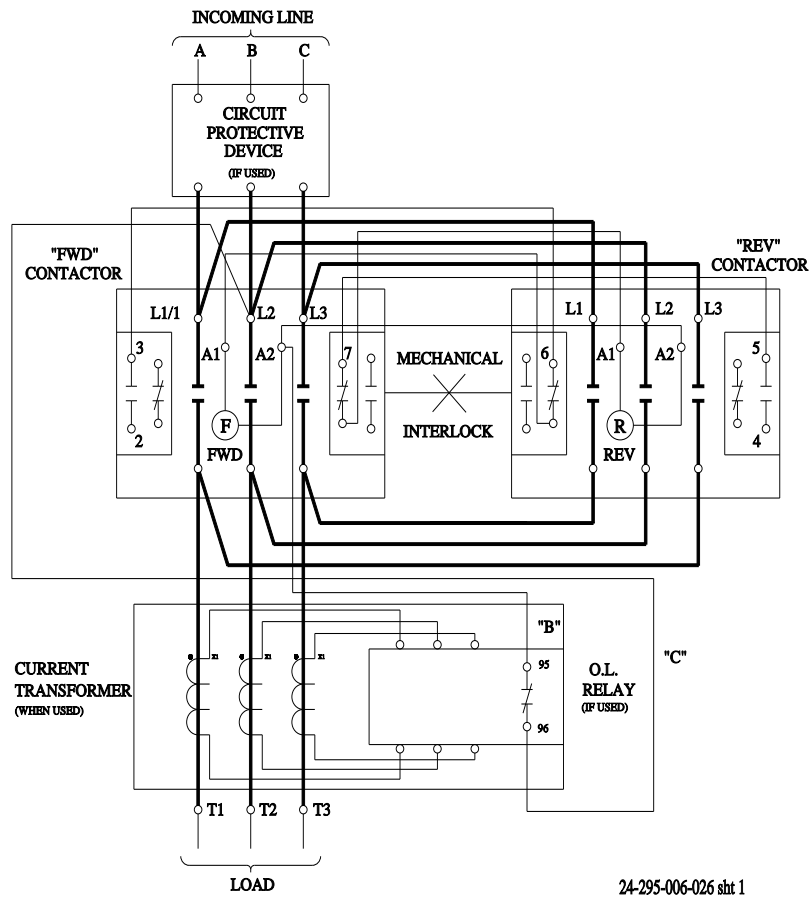 INCOMING LINE
A B C
CIRCUIT
PROTECTIVE
DEVICE
(IF USED)
"FWD"
CONTACTOR
"REV"
CONTACTOR
L1/1 L2 L3
L1 L2 L3
3 A1 A2 7
MECHANICAL
6 A1 A2 5
F
R
2
INTERLOCK
4
FWD
REV
"B"
"C"
X1 X1 X1
95
CURRENT
TRANSFORMER
(WHEN USED)
O.L.
RELAY
(IF USED)
96
T1 T2 T3
LOAD
24-295-006-026 sht 1